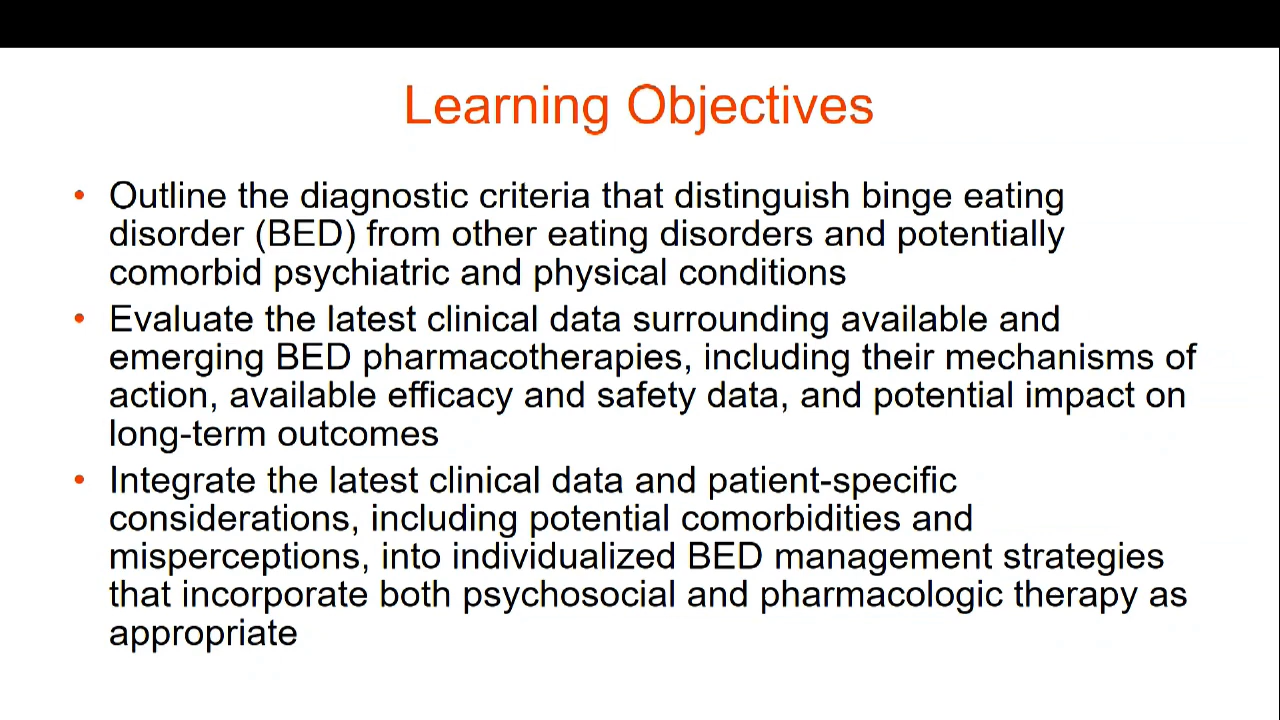 Learning Objectives
• Outline the diagnostic criteria that distinguish binge eating
disorder (BED) from other eating disorders and potentially
comorbid psychiatric and physical conditions
• Evaluate the latest clinical data surrounding available and
emerging BED pharmacotherapies, including their mechanisms of
action, available efficacy and safety data, and potential impact on
long-term outcomes
• Integrate the latest clinical data and patient-specific
considerations, including potential comorbidities and
misperceptions, into individualized BED management strategies
that incorporate both psychosocial and pharmacologic therapy as
appropriate